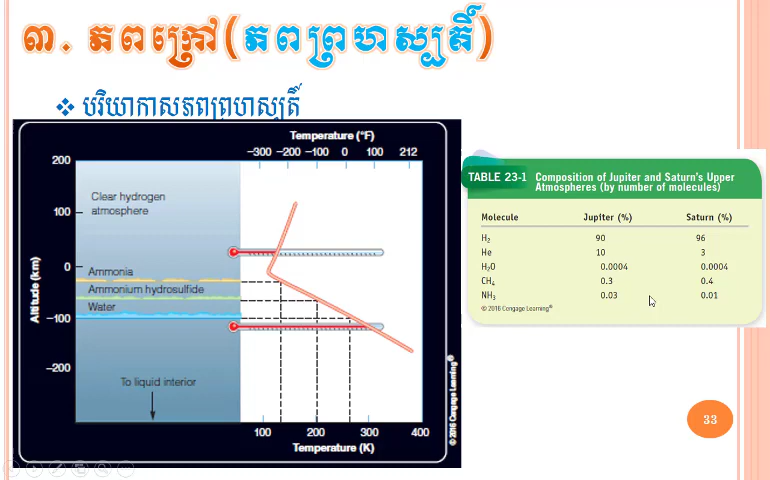 ៣. ភពក្រៅ(ភពព្រហស្បតិ៍)
❖ បរិយាកាសភពព្រហស្បតិ៍
Temperature (°F)
−300 −200 −100 0 100 212
200
100
0
−100
−200
Altitude (km)
Clear hydrogen
atmosphere
Ammonia
Ammonium hydrosulfide
Water
To liquid interior
100 200 300 400
Temperature (K)
© 2016 Cengage Learning®
TABLE 23-1 Composition of Jupiter and Saturn's Upper
Atmospheres (by number of molecules)
Molecule Jupiter (%) Saturn (%)
H₂ 90 96
He 10 3
H₂O 0.0004 0.0004
CH₄ 0.3 0.4
NH₃ 0.03 0.01
© 2016 Cengage Learning®
33